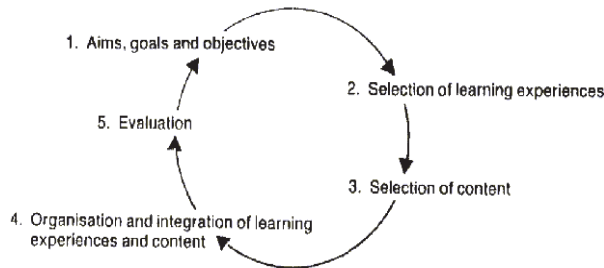 1. Aims, goals and objectives
2. Selection of learning experiences
3. Selection of content
4. Organisation and integration of learning
experiences and content
5. Evaluation